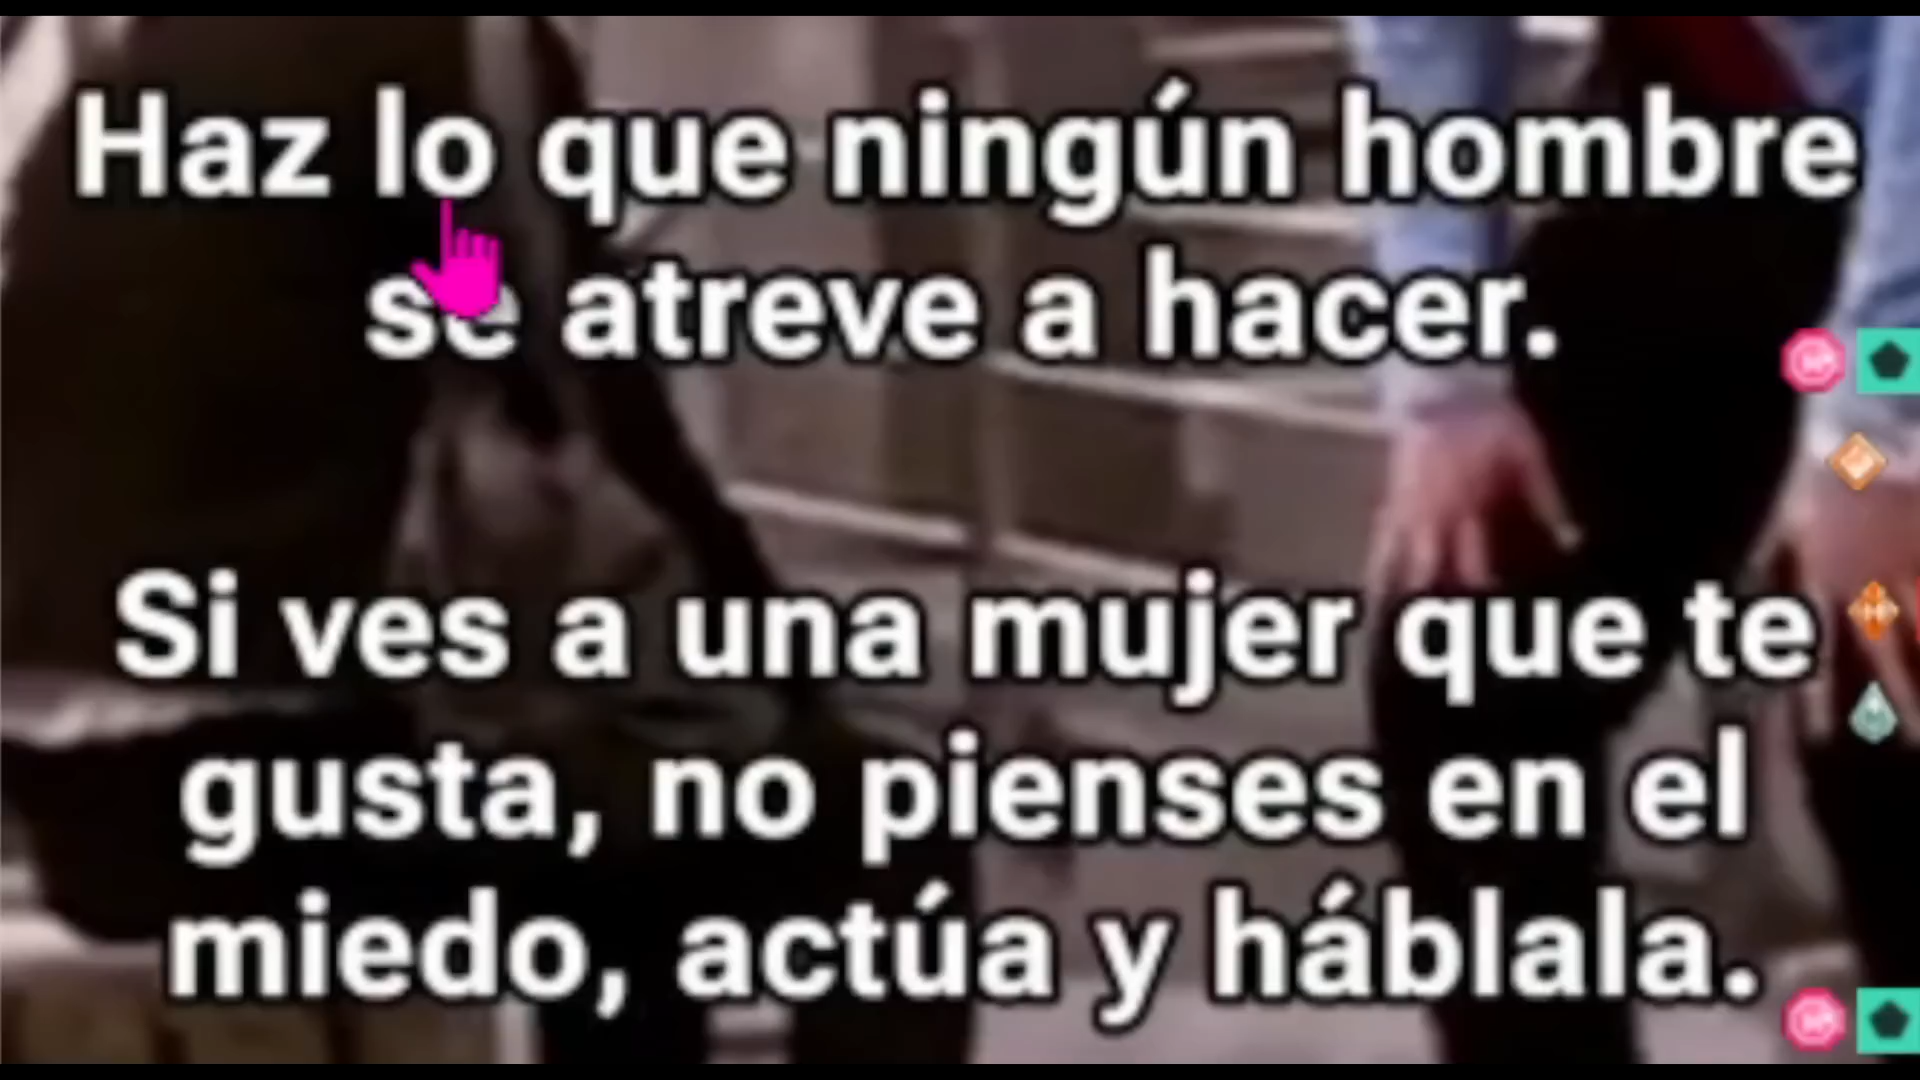 Haz lo que ningún hombre
se atreve a hacer.
Si ves a una mujer que te
gusta, no pienses en el
miedo, actúa y háblala.